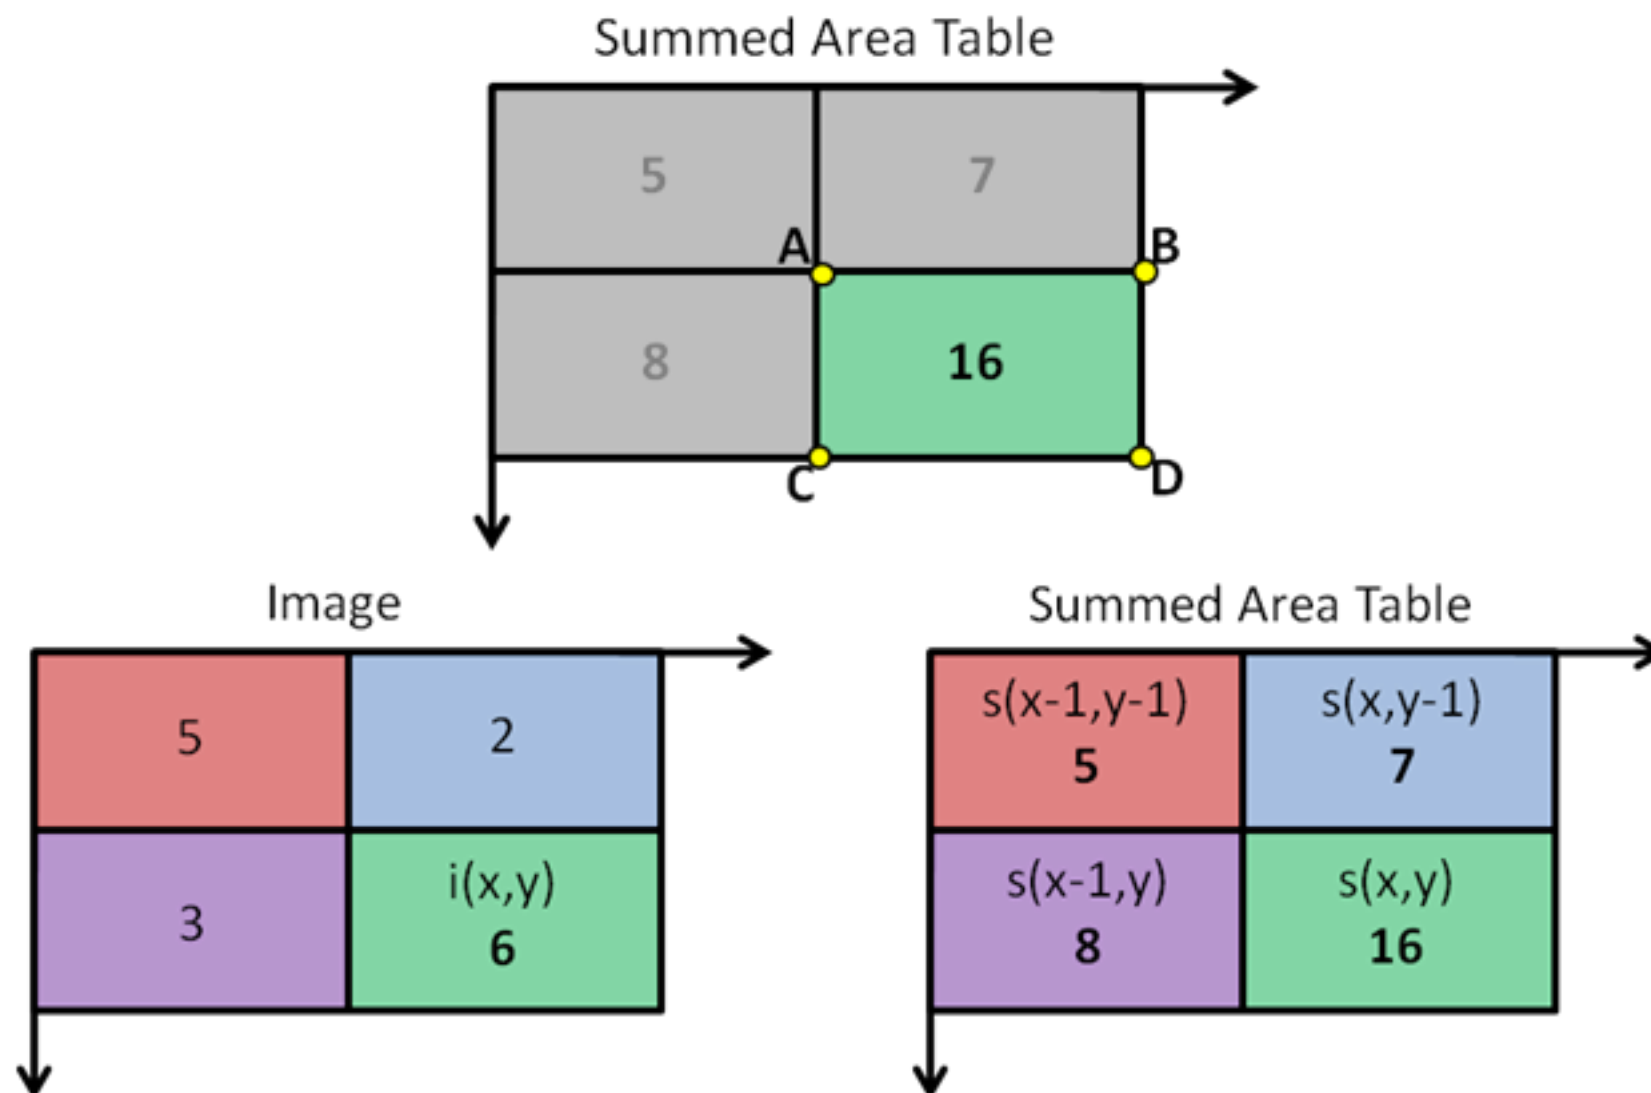 Summed Area Table
5 7
A B
8 16
C D
Image
5 2
3 i(x,y)
6
Summed Area Table
s(x-1,y-1) s(x,y-1)
5 7
s(x-1,y) s(x,y)
8 16